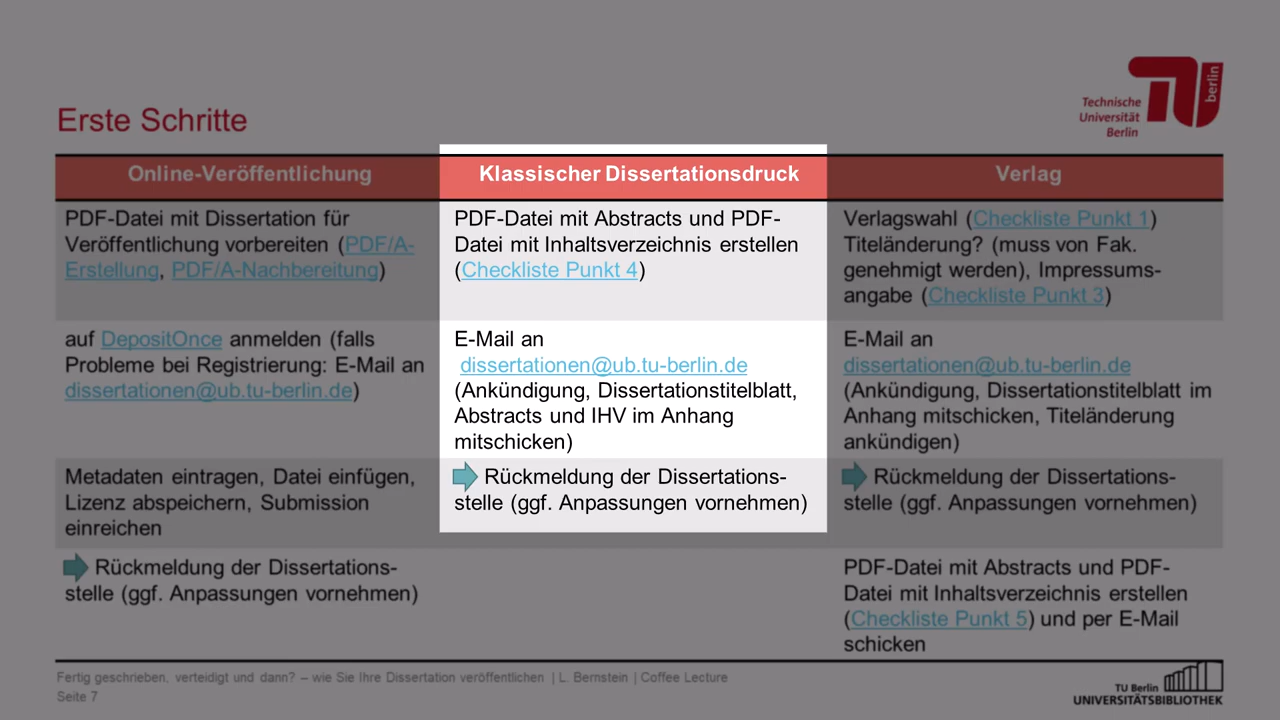 Technische
Universität
Berlin
berlin
Erste Schritte
Online-Veröffentlichung
PDF-Datei mit Dissertation für
Veröffentlichung vorbereiten (PDF/A-
Erstellung, PDF/A-Nachbereitung)
auf DepositOnce anmelden (falls
Probleme bei Registrierung: E-Mail an
dissertationen@ub.tu-berlin.de)
Metadaten eintragen, Datei einfügen,
Lizenz abspeichern, Submission
einreichen
Rückmeldung der Dissertations-
stelle (ggf. Anpassungen vornehmen)
Klassischer Dissertationsdruck
PDF-Datei mit Abstracts und PDF-
Datei mit Inhaltsverzeichnis erstellen
(Checkliste Punkt 4)
E-Mail an
dissertationen@ub.tu-berlin.de
(Ankündigung, Dissertationstitelblatt,
Abstracts und IHV im Anhang
mitschicken)
Rückmeldung der Dissertations-
stelle (ggf. Anpassungen vornehmen)
Verlag
Verlagswahl (Checkliste Punkt 1)
Titeländerung? (muss von Fak.
genehmigt werden), Impressums-
angabe (Checkliste Punkt 3)
E-Mail an
dissertationen@ub.tu-berlin.de
(Ankündigung, Dissertationstitelblatt im
Anhang mitschicken, Titeländerung
ankündigen)
Rückmeldung der Dissertations-
stelle (ggf. Anpassungen vornehmen)
PDF-Datei mit Abstracts und PDF-
Datei mit Inhaltsverzeichnis erstellen
(Checkliste Punkt 5) und per E-Mail
schicken
Fertig geschrieben, verteidigt und dann? – wie Sie Ihre Dissertation veröffentlichen | L. Bernstein | Coffee Lecture
Seite 7
TU Berlin
UNIVERSITÄTSBIBLIOTHEK